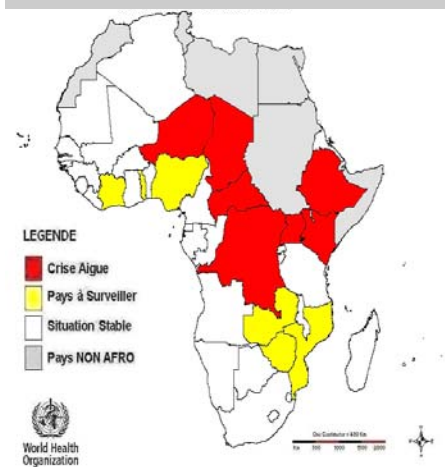 LEGENDE
Crise Aigue
Pays à Surveiller
Situation Stable
Pays NON AFRO
World Health
Organization